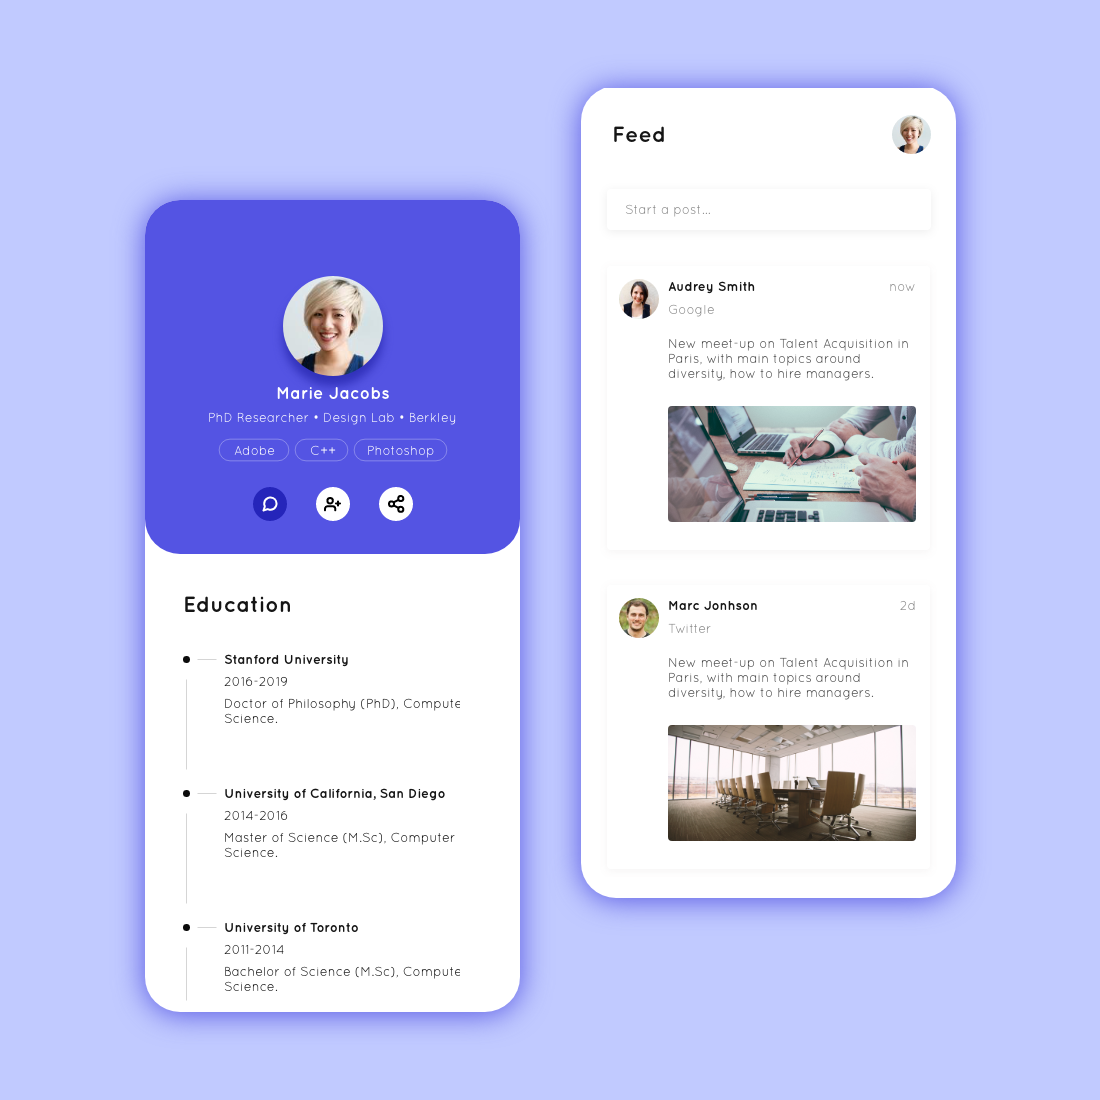 Marie Jacobs
PhD Researcher • Design Lab • Berkley
Adobe
C++
Photoshop
Education
Stanford University
2016-2019
Doctor of Philosophy (PhD), Compute
Science.
University of California, San Diego
2014-2016
Master of Science (M.Sc), Computer
Science.
University of Toronto
2011-2014
Bachelor of Science (M.Sc), Compute
Science.
Feed
Start a post...
Audrey Smith
now
Google
New meet-up on Talent Acquisition in
Paris, with main topics around
diversity, how to hire managers.
Marc Jonhson
2d
Twitter
New meet-up on Talent Acquisition in
Paris, with main topics around
diversity, how to hire managers.